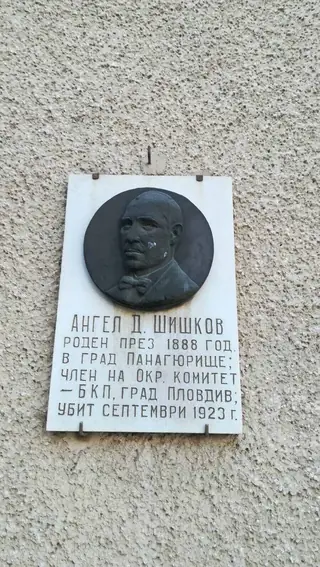 АНГЕЛ Д. ШИШКОВ
РОДЕН ПРЕЗ 1888 ГОД.
В ГРАД ПАНАГЮРИЩЕ;
ЧЛЕН НА ОКР. КОМИТЕТ
– БКП, ГРАД ПЛОВДИВ;
УБИТ СЕПТЕМВРИ 1923 Г.